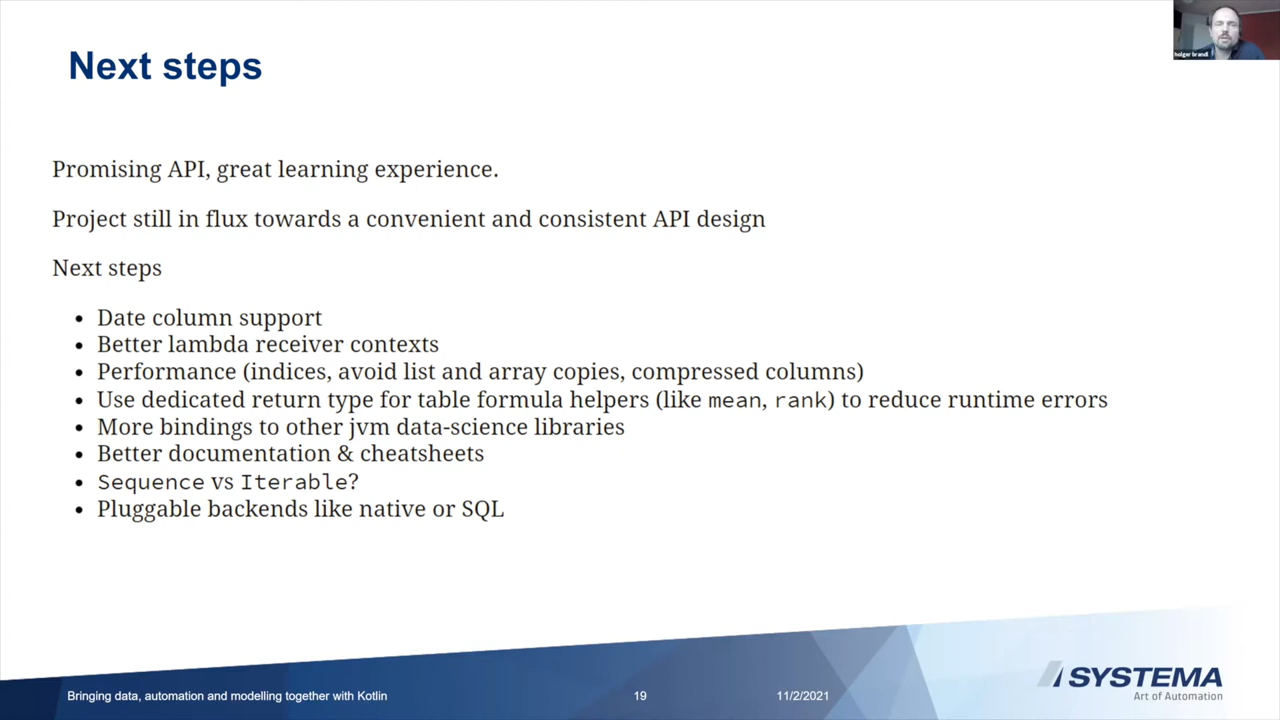 Next steps
holger brandl
Promising API, great learning experience.
Project still in flux towards a convenient and consistent API design
Next steps
• Date column support
• Better lambda receiver contexts
• Performance (indices, avoid list and array copies, compressed columns)
• Use dedicated return type for table formula helpers (like mean, rank) to reduce runtime errors
• More bindings to other jvm data-science libraries
• Better documentation & cheatsheets
• Sequence vs Iterable?
• Pluggable backends like native or SQL
Bringing data, automation and modelling together with Kotlin
19
11/2/2021
SYSTEMA
Art of Automation